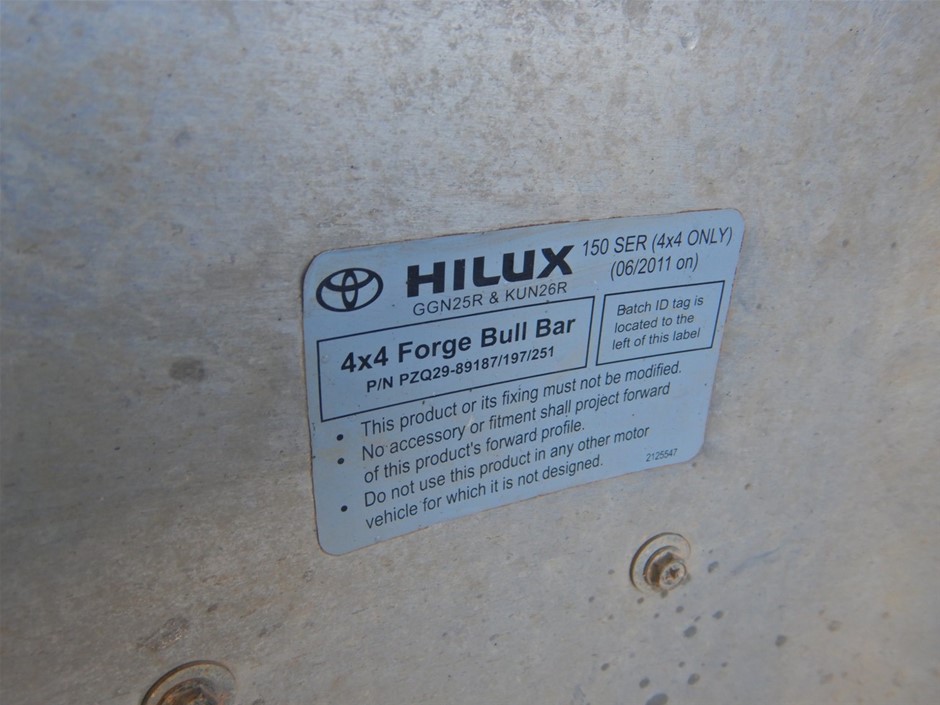 HILUX 150 SER (4x4 ONLY)
GGN25R & KUN26R (06/2011 on)
4x4 Forge Bull Bar
P/N PZQ29-89187/197/251
Batch ID tag is
located to the
left of this label
• This product or its fixing must not be modified.
• No accessory or fitment shall project forward
of this product's forward profile.
• Do not use this product in any other motor
vehicle for which it is not designed.
2125547